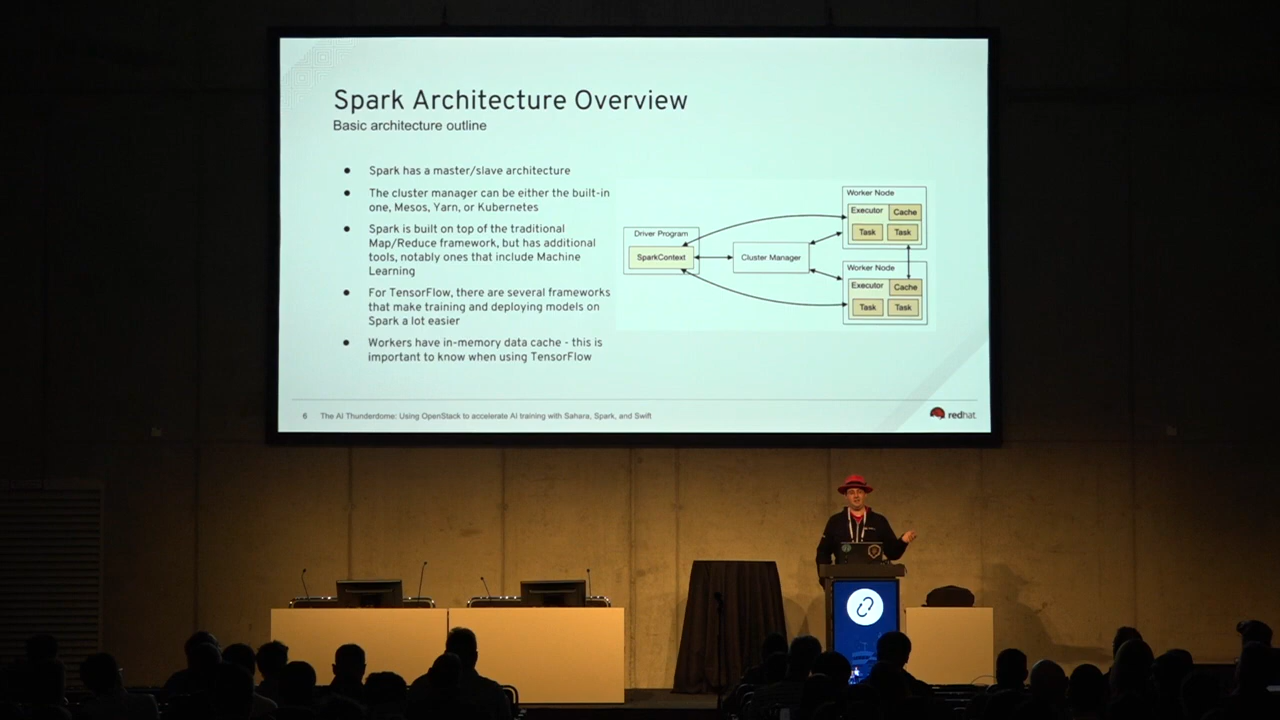 Spark Architecture Overview
Basic architecture outline
● Spark has a master/slave architecture
● The cluster manager can be either the built-in
one, Mesos, Yarn, or Kubernetes
● Spark is built on top of the traditional
Map/Reduce framework, but has additional
tools, notably ones that include Machine
Learning
● For TensorFlow, there are several frameworks
that make training and deploying models on
Spark a lot easier
● Workers have in-memory data cache - this is
important to know when using TensorFlow
Driver Program
SparkContext
Cluster Manager
Worker Node
Executor
Cache
Task
Task
Worker Node
Executor
Cache
Task
Task
6
The AI Thunderdome: Using OpenStack to accelerate AI training with Sahara, Spark, and Swift
redhat.